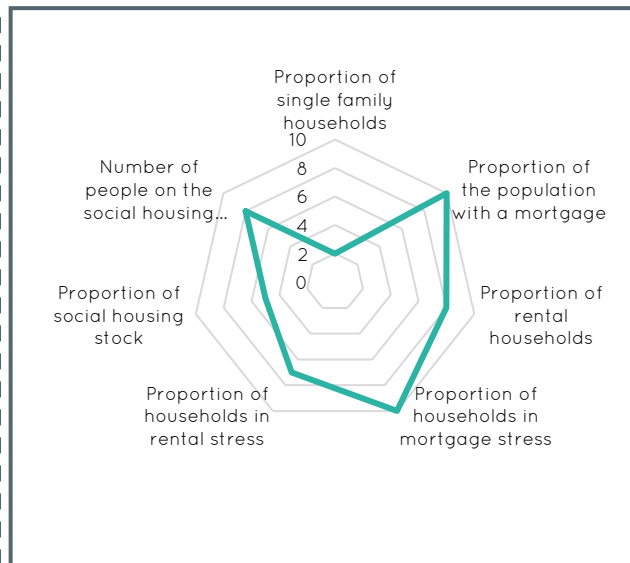 Proportion of
single family
households
10
8
6
4
2
0
Proportion of
the population
with a mortgage
Proportion of
rental
households
Proportion of
households in
mortgage stress
Proportion of
households in
rental stress
Proportion of
social housing
stock
Number of
people on the
social housing...